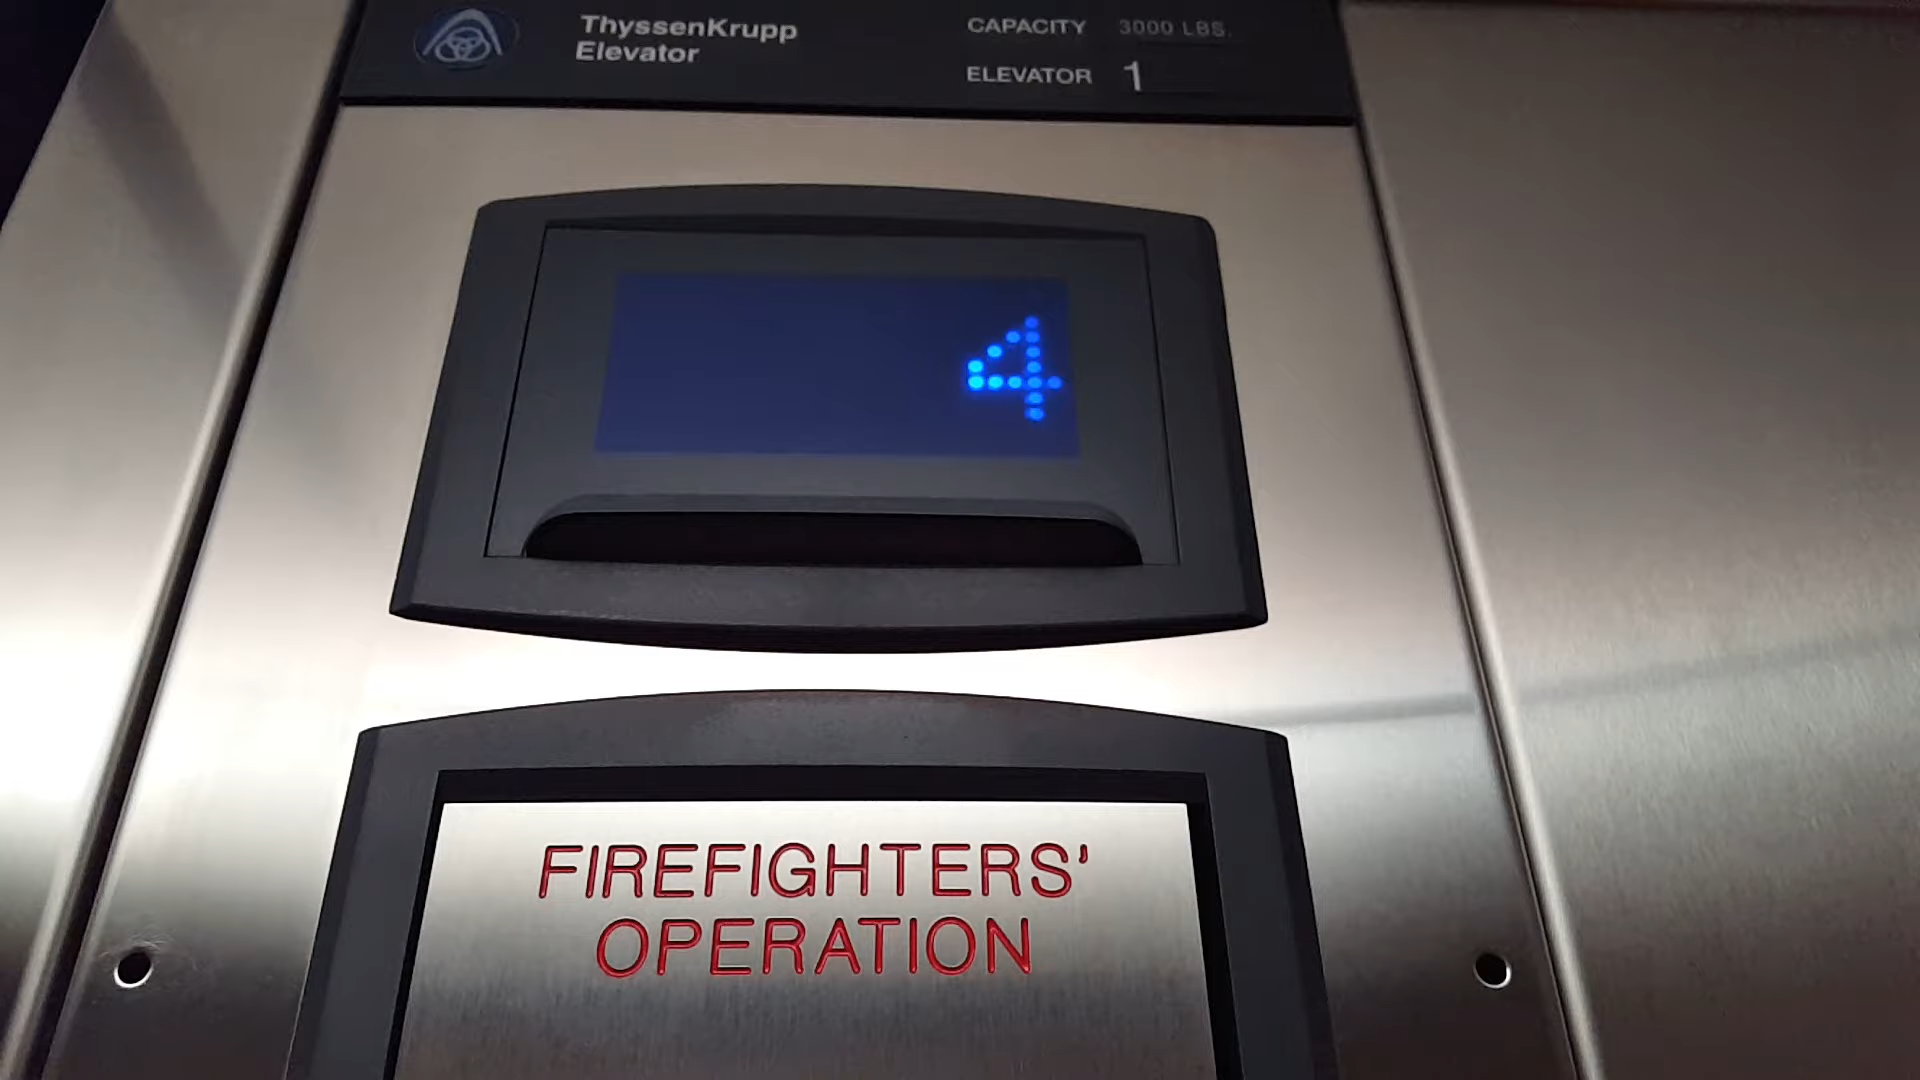 ThyssenKrupp
Elevator
CAPACITY 3000 LBS.
ELEVATOR 1
4
FIREFIGHTERS'
OPERATION